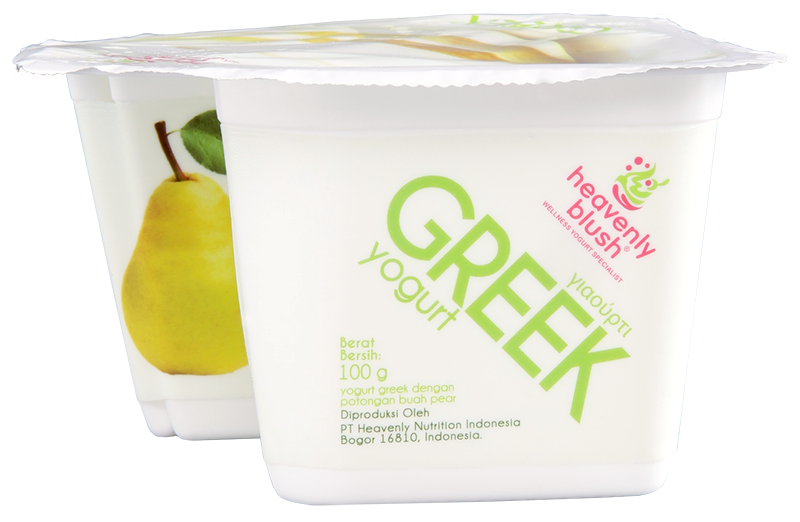 heavenly
blush®
WELLNESS YOGURT SPECIALIST
GREEK
yogurt
γιαούρτι
Berat
Bersih:
100 g
yogurt greek dengan
potongan buah pear
Diproduksi Oleh
PT Heavenly Nutrition Indonesia
Bogor 16810, Indonesia.